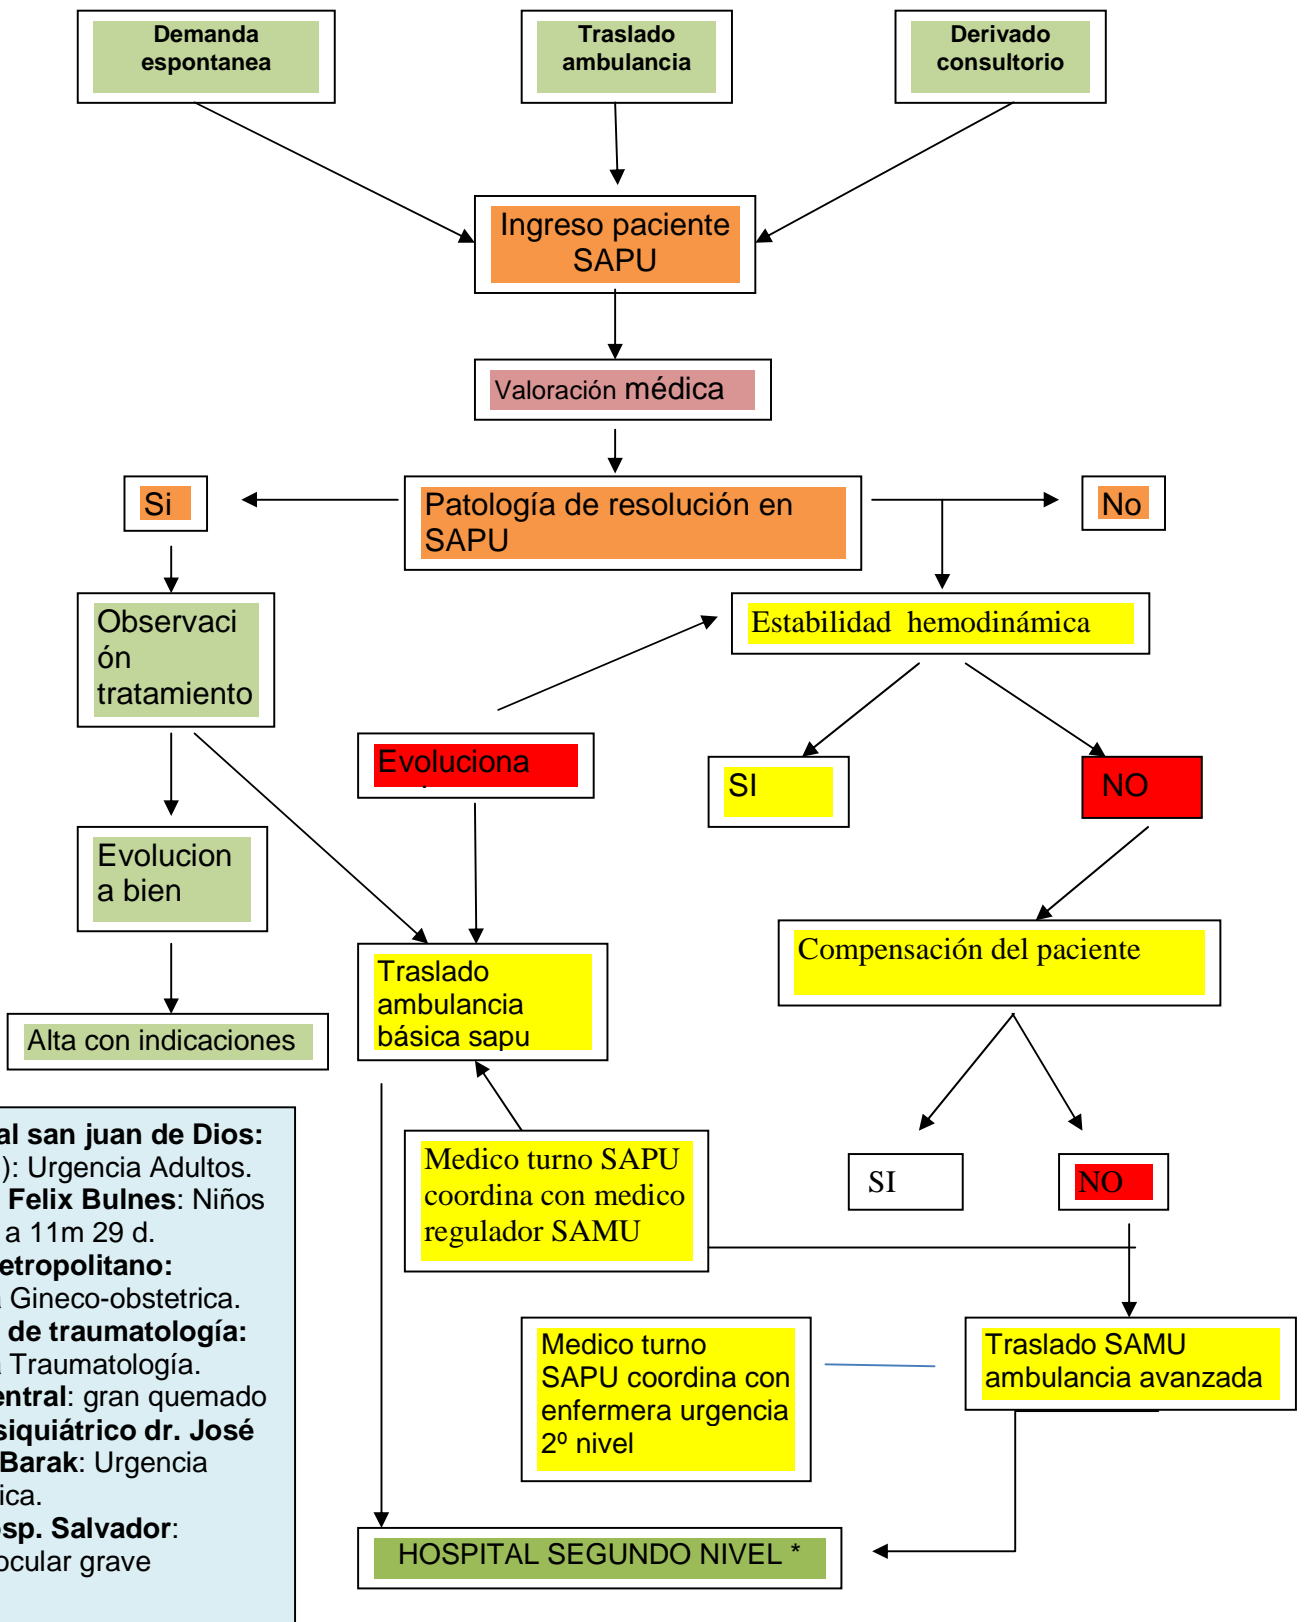 Demanda
espontanea
Traslado
ambulancia
Derivado
consultorio
Ingreso paciente
SAPU
Valoración médica
Si
Patología de resolución en
SAPU
No
Observaci
ón
tratamiento
Estabilidad hemodinámica
Evoluciona
SI
NO
Evolucion
a bien
Compensación del paciente
Traslado
ambulancia
básica sapu
Alta con indicaciones
al san juan de Dios:
): Urgencia Adultos.
Felix Bulnes: Niños
a 11m 29 d.
etropolitano:
a Gineco-obstetrica.
de traumatología:
a Traumatología.
entral: gran quemado
siquiátrico dr. José
Barak: Urgencia
ica.
osp. Salvador:
ocular grave
Medico turno SAPU
coordina con medico
regulador SAMU
SI
NO
Medico turno
SAPU coordina con
enfermera urgencia
2º nivel
Traslado SAMU
ambulancia avanzada
HOSPITAL SEGUNDO NIVEL *